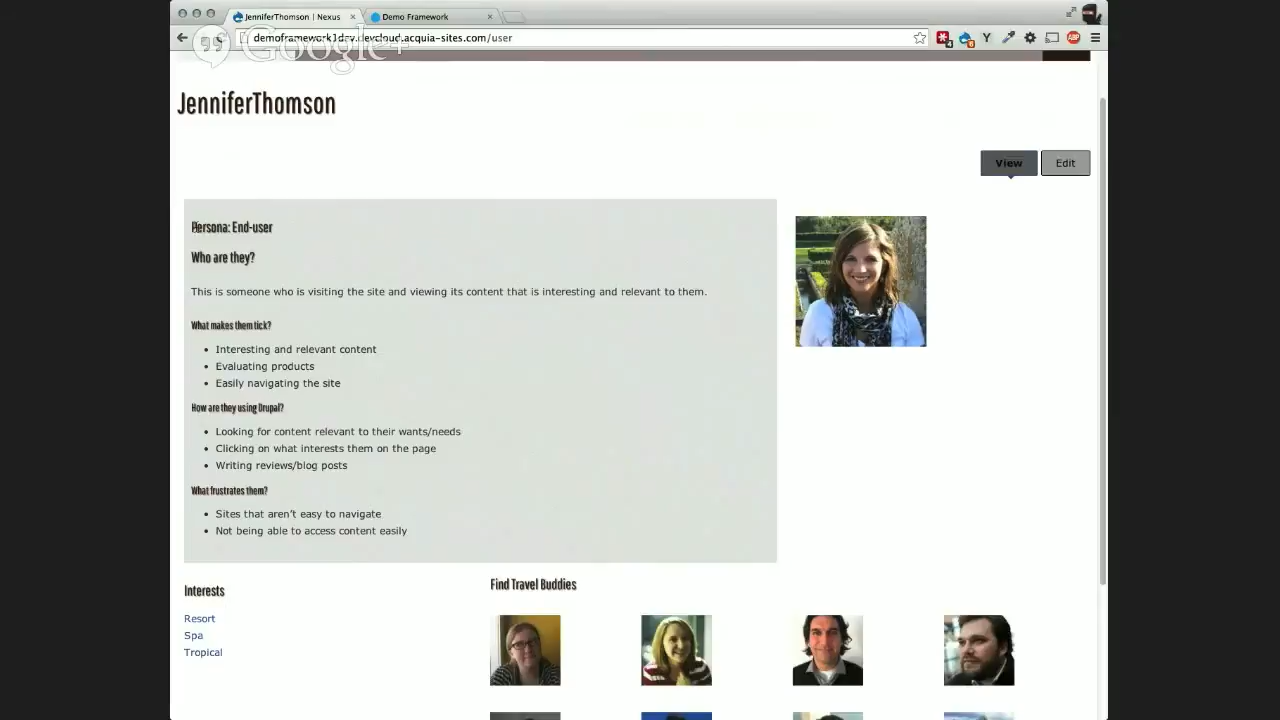 JenniferThomson | Nexus
Demo Framework
demoframework1dav.devcloud.acquia-sites.com/user
Google+
JenniferThomson
View
Edit
Persona: End-user
Who are they?
This is someone who is visiting the site and viewing its content that is interesting and relevant to them.
What makes them tick?
Interesting and relevant content
Evaluating products
Easily navigating the site
How are they using Drupal?
Looking for content relevant to their wants/needs
Clicking on what interests them on the page
Writing reviews/blog posts
What frustrates them?
Sites that aren't easy to navigate
Not being able to access content easily
Interests
Find Travel Buddies
Resort
Spa
Tropical